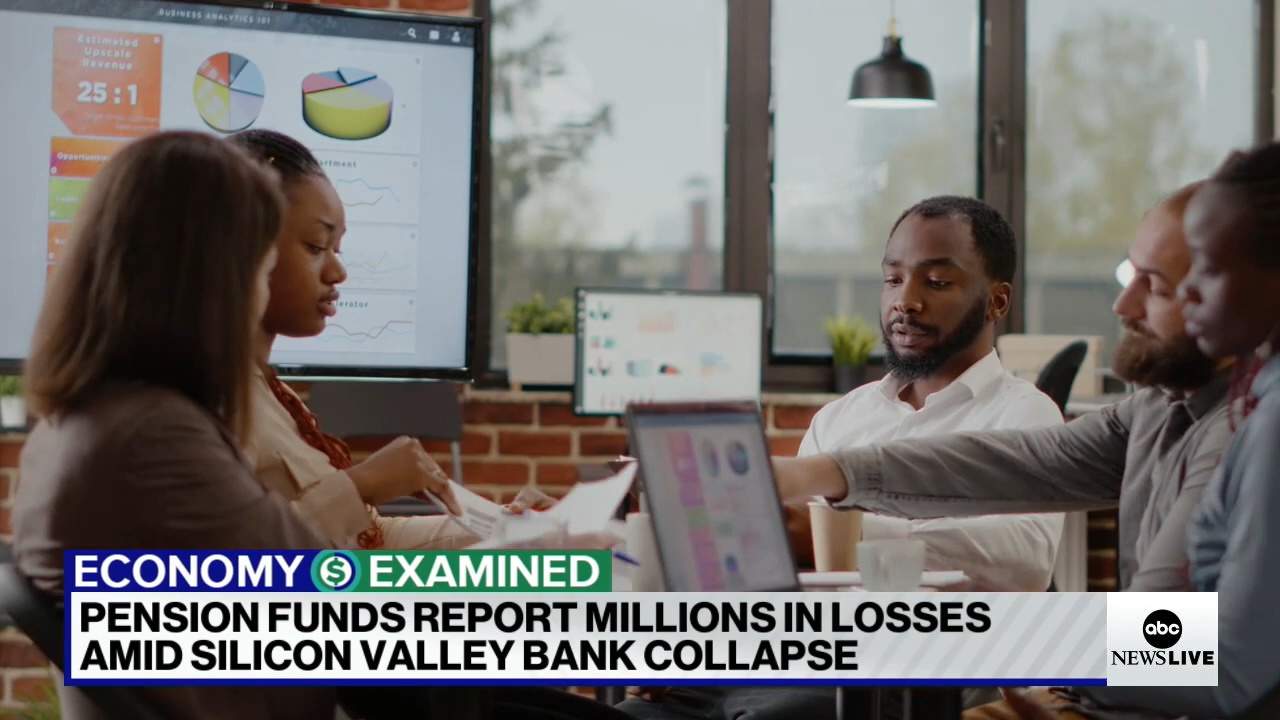 BUSINESS ANALYTICS 101
Estimated
Upscale
Revenue
25:1
Opportunities
ECONOMY $ EXAMINED
PENSION FUNDS REPORT MILLIONS IN LOSSES
AMID SILICON VALLEY BANK COLLAPSE
abc
NEWSLIVE